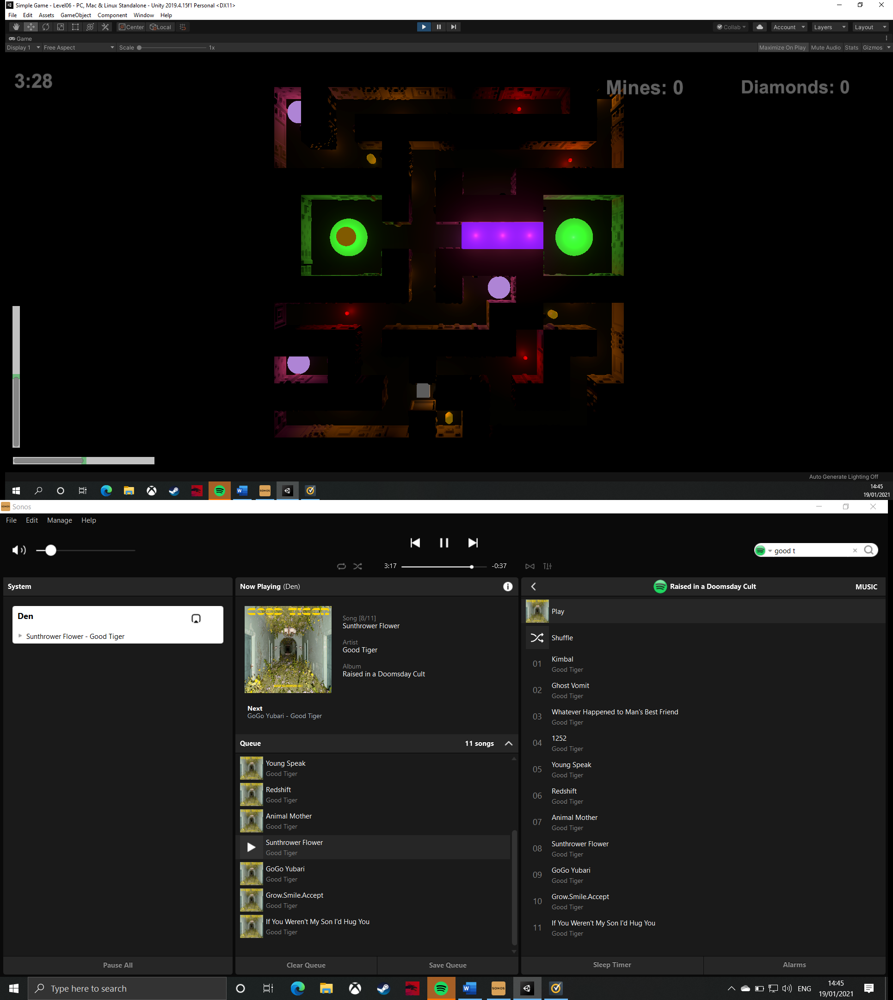 Simple Game - Level06 - PC, Mac & Linux Standalone - Unity 2019.4.15f1 Personal <DX11>
File Edit Assets GameObject Component Window Help
Center Local
Collab Account Layers Layout
Game
Display 1 Free Aspect Scale 1x
Maximize On Play Mute Audio Stats Gizmos
3:28
Mines: 0
Diamonds: 0
Auto Generate Lighting Off
SONOS
14:45
19/01/2021
Sonos
File Edit Manage Help
good t
3:17
-0:37
System
Den
Sunthrower Flower - Good Tiger
Now Playing (Den)
GOOD TIGER
Song [8/11]
Sunthrower Flower
Artist
Good Tiger
Album
Raised in a Doomsday Cult
Next
GoGo Yubari - Good Tiger
Queue
11 songs
Young Speak
Good Tiger
Redshift
Good Tiger
Animal Mother
Good Tiger
Sunthrower Flower
Good Tiger
GoGo Yubari
Good Tiger
Grow.Smile.Accept
Good Tiger
If You Weren't My Son I'd Hug You
Good Tiger
Raised in a Doomsday Cult
MUSIC
Play
Shuffle
01 Kimbal
Good Tiger
02 Ghost Vomit
Good Tiger
03 Whatever Happened to Man's Best Friend
Good Tiger
04 1252
Good Tiger
05 Young Speak
Good Tiger
06 Redshift
Good Tiger
07 Animal Mother
Good Tiger
08 Sunthrower Flower
Good Tiger
09 GoGo Yubari
Good Tiger
10 Grow.Smile.Accept
Good Tiger
11 If You Weren't My Son I'd Hug You
Good Tiger
Pause All
Clear Queue
Save Queue
Sleep Timer
Alarms
Type here to search
SONOS
ENG
14:45
19/01/2021